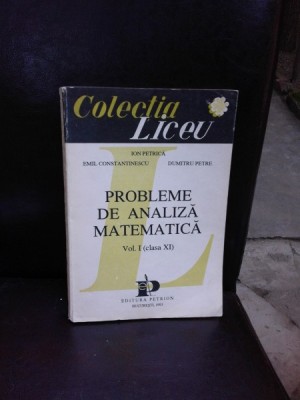 Colecția
Liceu
ION PETRICĂ
EMIL CONSTANTINESCU DUMITRU PETRE
PROBLEME
DE ANALIZĂ
MATEMATICĂ
Vol. I (clasa XI)
EDITURA PETRION